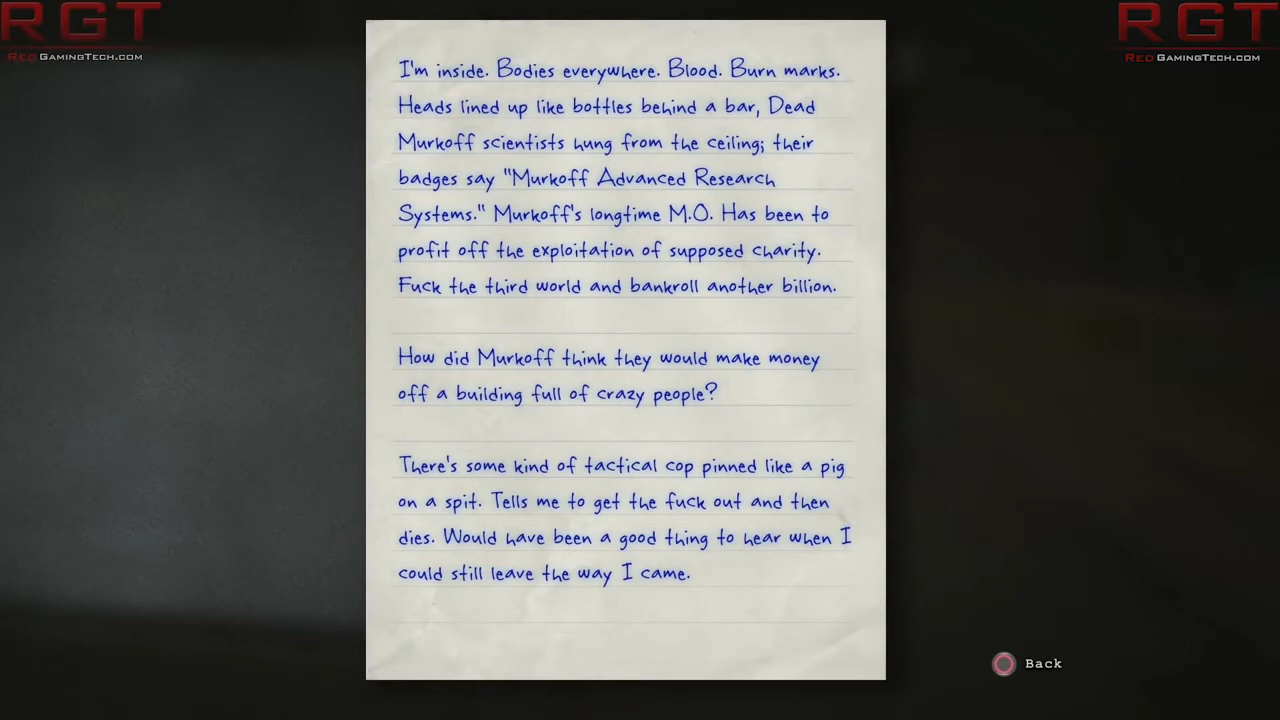 RGT
RED GAMINGTECH.COM
RGT
RED GAMINGTECH.COM
I'm inside. Bodies everywhere. Blood. Burn marks.
Heads lined up like bottles behind a bar, Dead
Murkoff scientists hung from the ceiling; their
badges say "Murkoff Advanced Research
Systems." Murkoff's longtime M.O. Has been to
profit off the exploitation of supposed charity.
Fuck the third world and bankroll another billion.
How did Murkoff think they would make money
off a building full of crazy people?
There's some kind of tactical cop pinned like a pig
on a spit. Tells me to get the fuck out and then
dies. Would have been a good thing to hear when I
could still leave the way I came.
Back